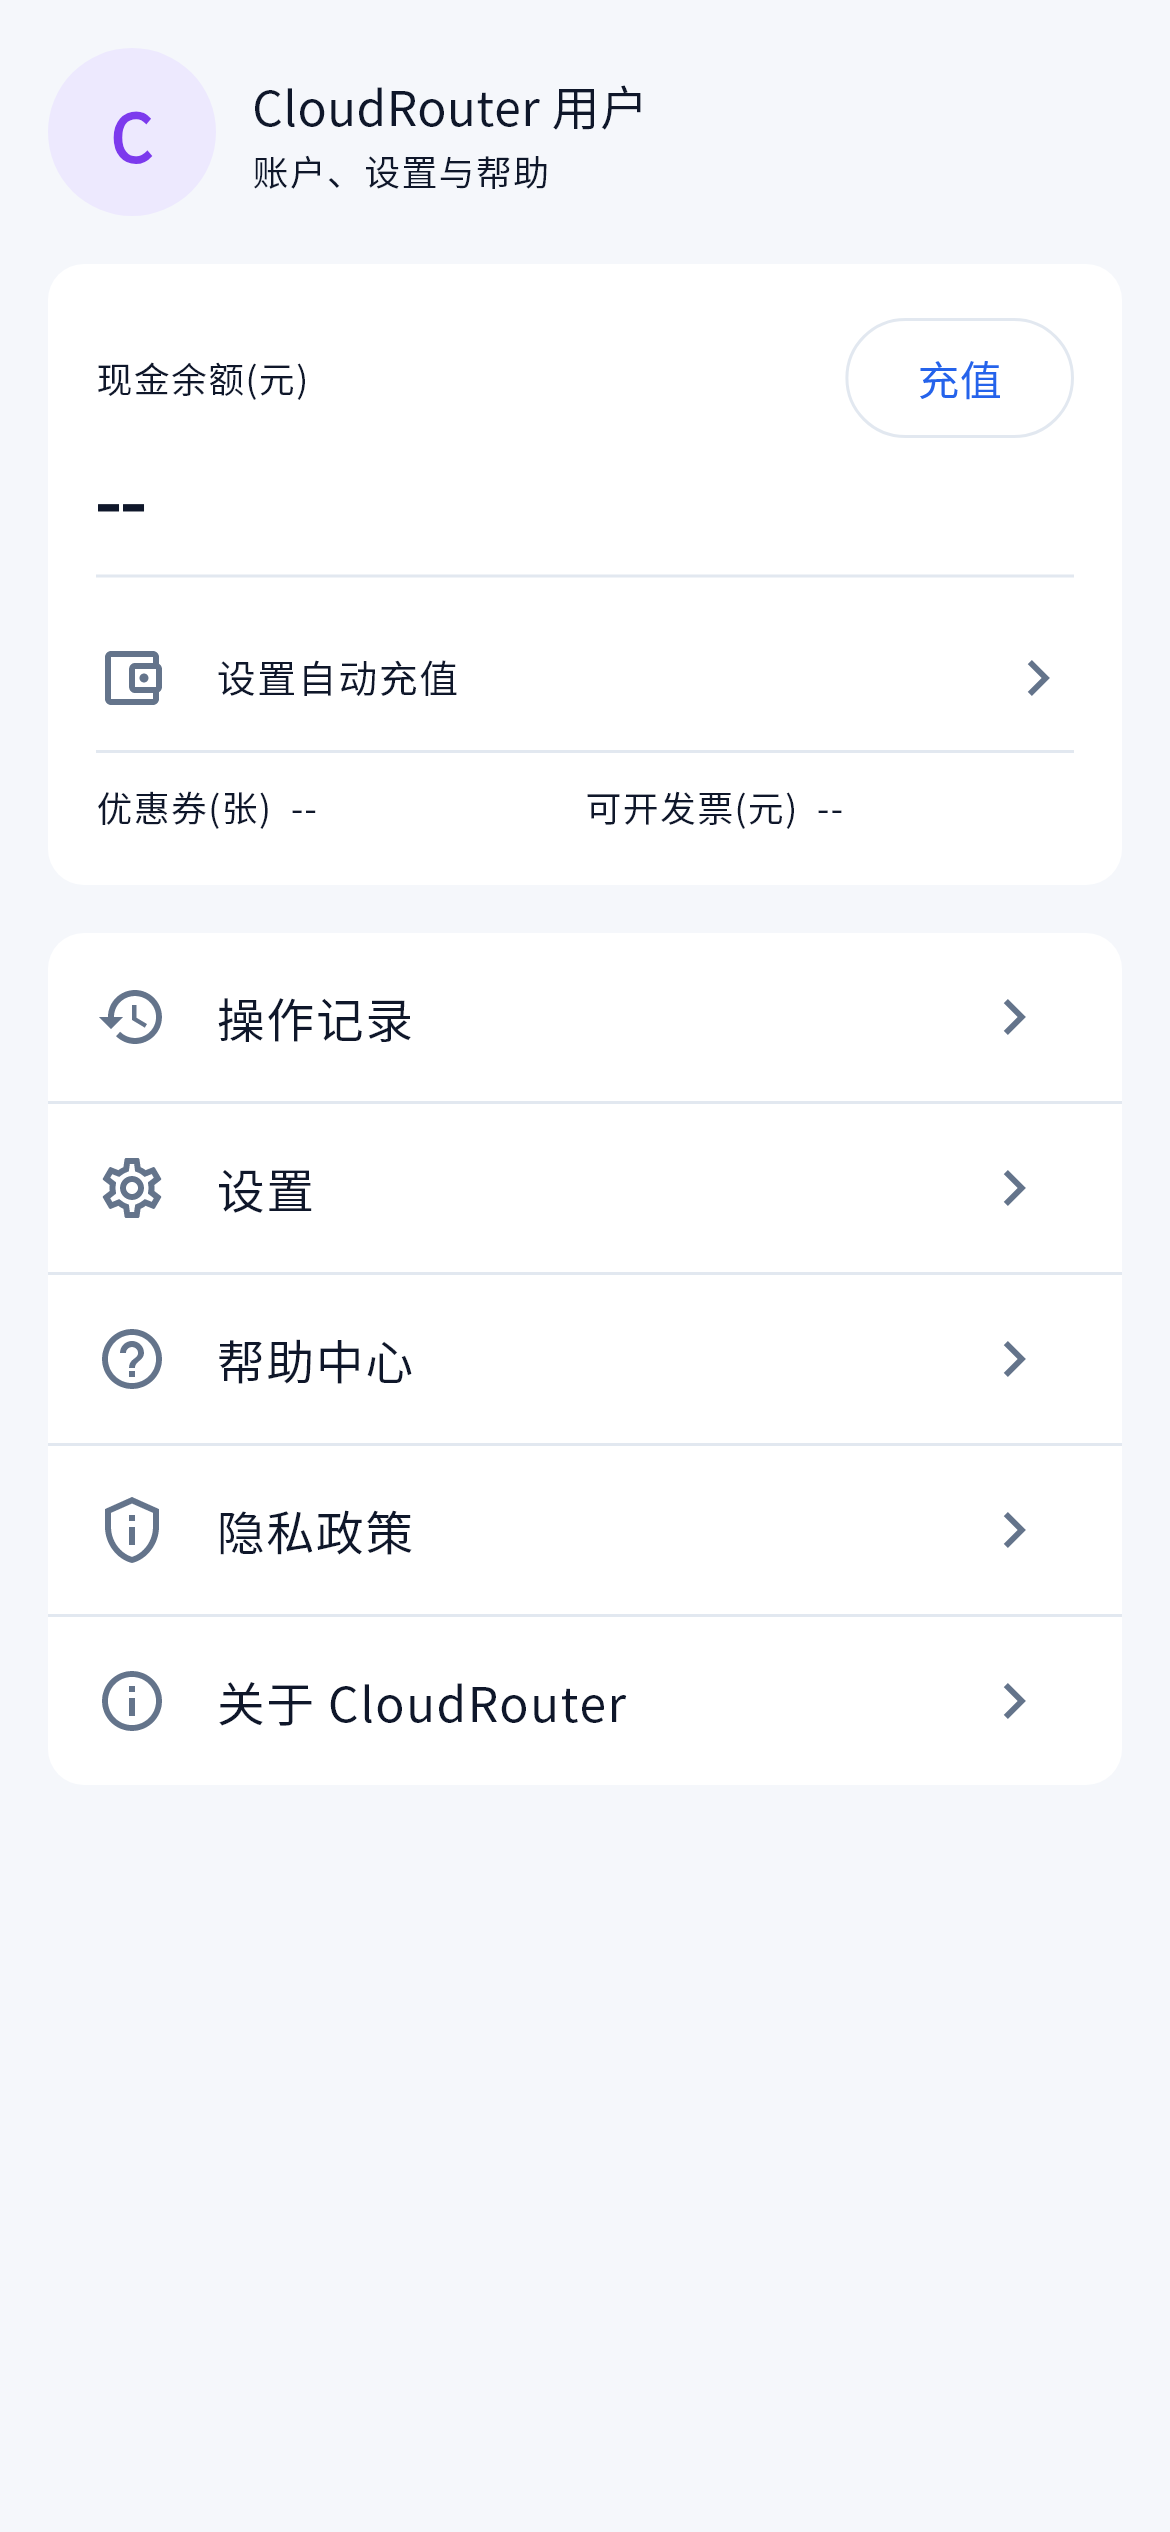 C
CloudRouter 用户
账户、设置与帮助
现金余额(元)
充值
--
设置自动充值
优惠券(张) --
可开发票(元) --
操作记录
设置
帮助中心
隐私政策
关于 CloudRouter